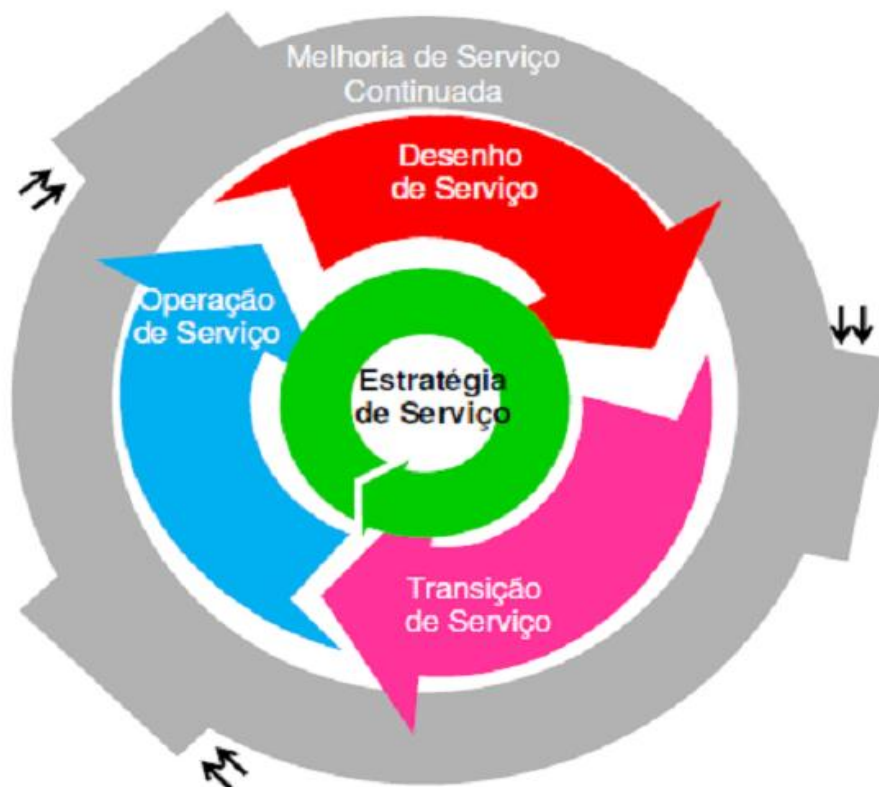 Melhoria de Serviço
Continuada
Desenho
de Serviço
Operação
de Serviço
Estratégia
de Serviço
Transição
de Serviço